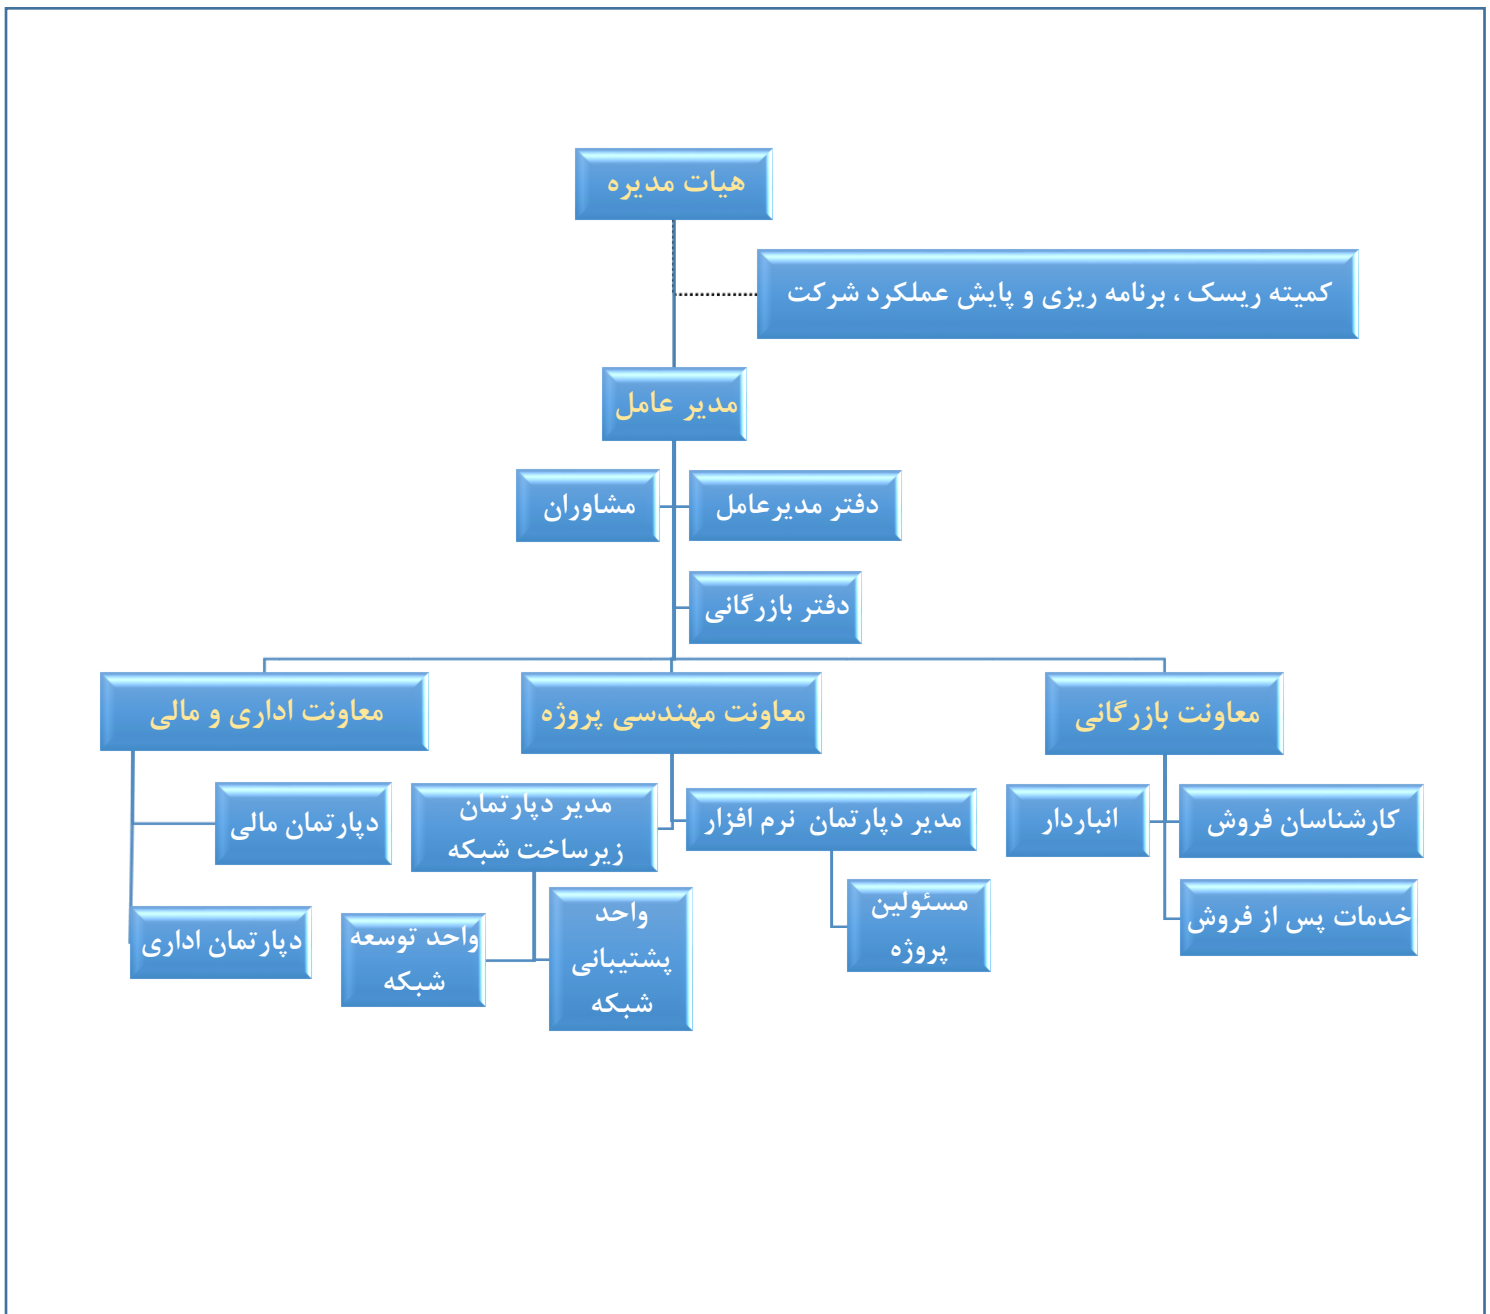 هیات مدیره
کمیته ریسک ، برنامه ریزی و پایش عملکرد شرکت
مدیر عامل
دفتر مدیرعامل
مشاوران
دفتر بازرگانی
معاونت بازرگانی
معاونت مهندسی پروژه
معاونت اداری و مالی
کارشناسان فروش
انباردار
خدمات پس از فروش
مدیر دپارتمان نرم افزار
مسئولین
پروژه
مدیر دپارتمان
زیرساخت شبکه
واحد
پشتیبانی
شبکه
واحد توسعه
شبکه
دپارتمان مالی
دپارتمان اداری